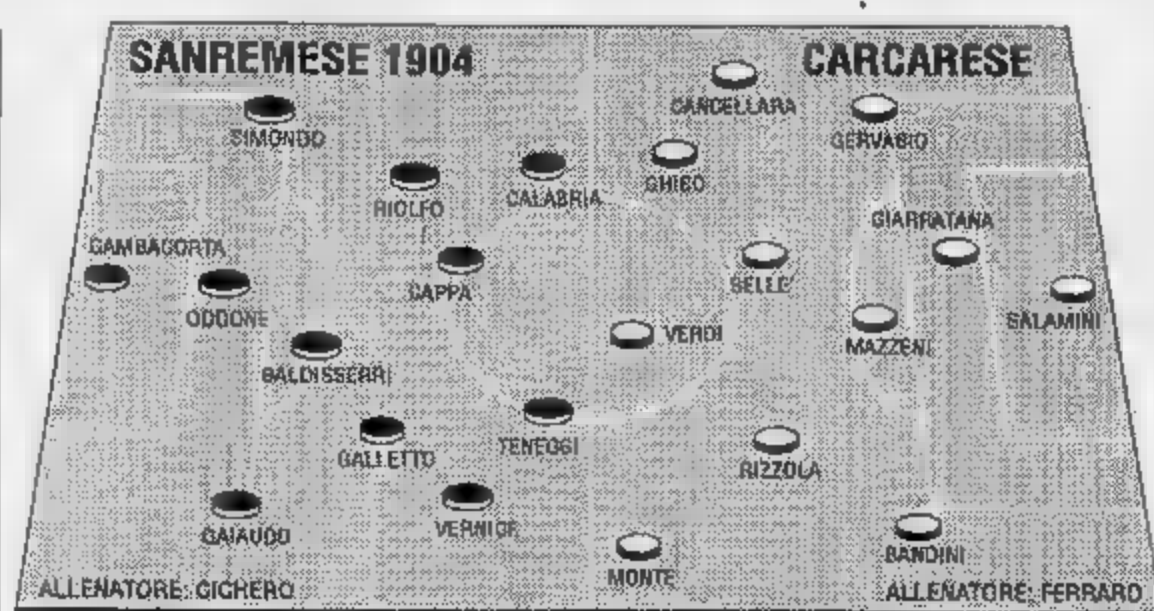 SANREMESE 1904
CARCARESE
CANCELLARA
SIMONDO
GERVASIO
GHISO
CALABRIA
RIOLFO
GIARRATANA
GAMBACORTA
SELLE'
CAPPA
ODDONE
SALAMINI
VERDI
MAZZENI
BALDISSERRI
TENEGGI
GALLETTO
RIZZOLA
VERNICE
GAIAUDO
BANDINI
MONTE
ALLENATORE: CICHERO
ALLENATORE: FERRARO